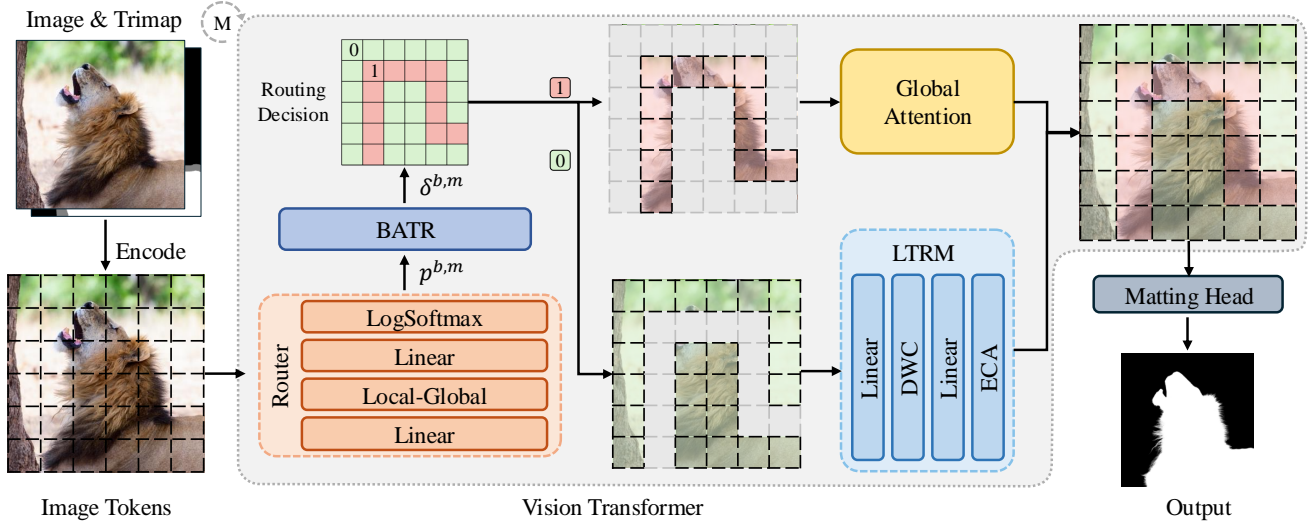 Image & Trimap
M
Encode
Image Tokens
Routing
Decision
0
1
δ^{b,m}
BATR
p^{b,m}
Router
LogSoftmax
Linear
Local-Global
Linear
1
0
Global
Attention
LTRM
Linear
DWC
Linear
ECA
Vision Transformer
Matting Head
Output